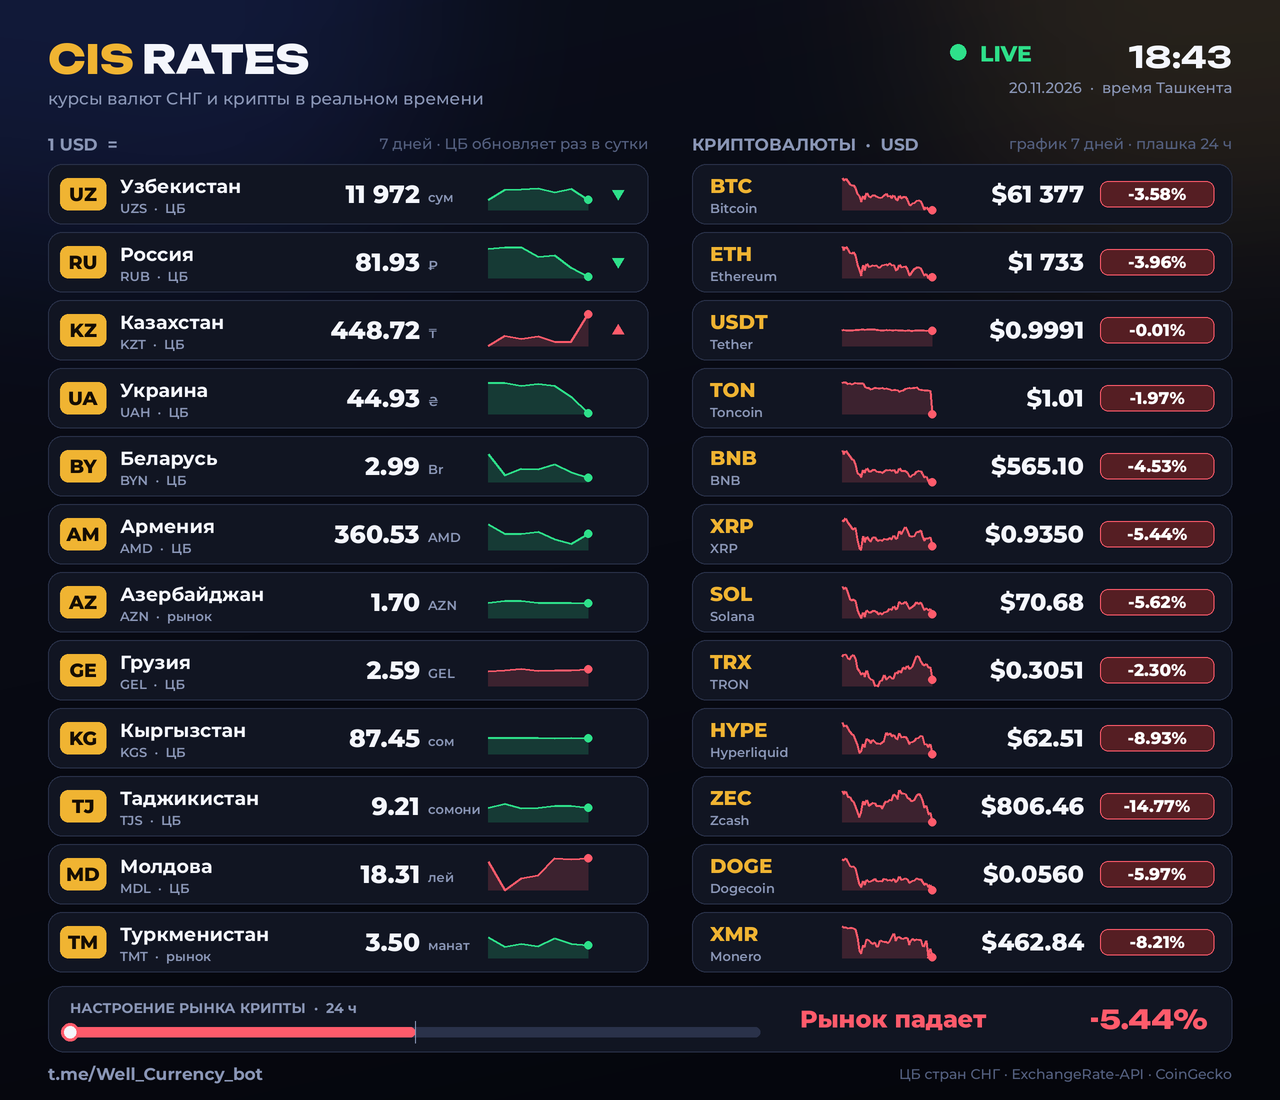 CIS RATES
курсы валют СНГ и крипты в реальном времени
LIVE 18:43
20.11.2026 · время Ташкента
1 USD =
7 дней · ЦБ обновляет раз в сутки
UZ Узбекистан 11 972 сум
UZS · ЦБ
RU Россия 81.93 ₽
RUB · ЦБ
KZ Казахстан 448.72 ₸
KZT · ЦБ
UA Украина 44.93 ₴
UAH · ЦБ
BY Беларусь 2.99 Br
BYN · ЦБ
AM Армения 360.53 AMD
AMD · ЦБ
AZ Азербайджан 1.70 AZN
AZN · рынок
GE Грузия 2.59 GEL
GEL · ЦБ
KG Кыргызстан 87.45 сом
KGS · ЦБ
TJ Таджикистан 9.21 сомони
TJS · ЦБ
MD Молдова 18.31 лей
MDL · ЦБ
TM Туркменистан 3.50 манат
TMT · рынок
КРИПТОВАЛЮТЫ · USD
график 7 дней · плашка 24 ч
BTC $61 377 -3.58%
Bitcoin
ETH $1 733 -3.96%
Ethereum
USDT $0.9991 -0.01%
Tether
TON $1.01 -1.97%
Toncoin
BNB $565.10 -4.53%
BNB
XRP $0.9350 -5.44%
XRP
SOL $70.68 -5.62%
Solana
TRX $0.3051 -2.30%
TRON
HYPE $62.51 -8.93%
Hyperliquid
ZEC $806.46 -14.77%
Zcash
DOGE $0.0560 -5.97%
Dogecoin
XMR $462.84 -8.21%
Monero
НАСТРОЕНИЕ РЫНКА КРИПТЫ · 24 ч
Рынок падает -5.44%
t.me/Well_Currency_bot
ЦБ стран СНГ · ExchangeRate-API · CoinGecko